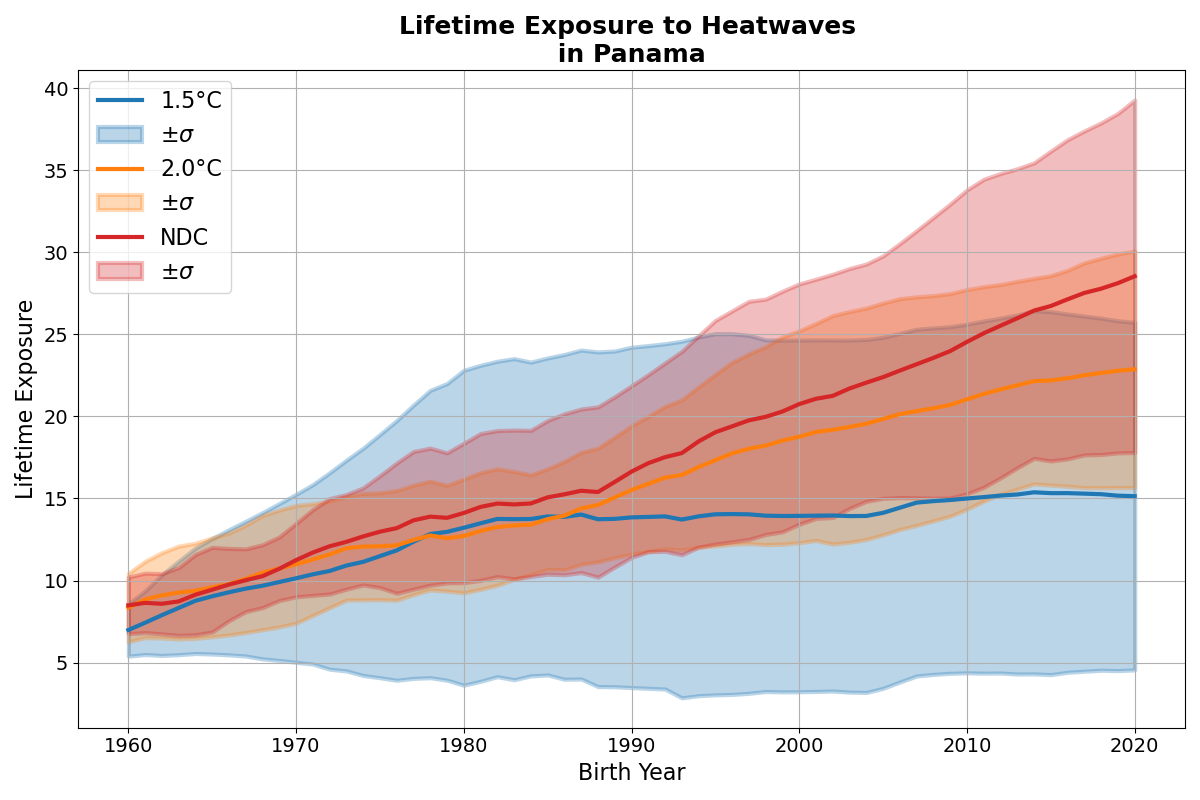 Lifetime Exposure to Heatwaves
in Panama
1.5°C
±σ
2.0°C
±σ
NDC
±σ
Lifetime Exposure
40
35
30
25
20
15
10
5
1960
1970
1980
1990
2000
2010
2020
Birth Year